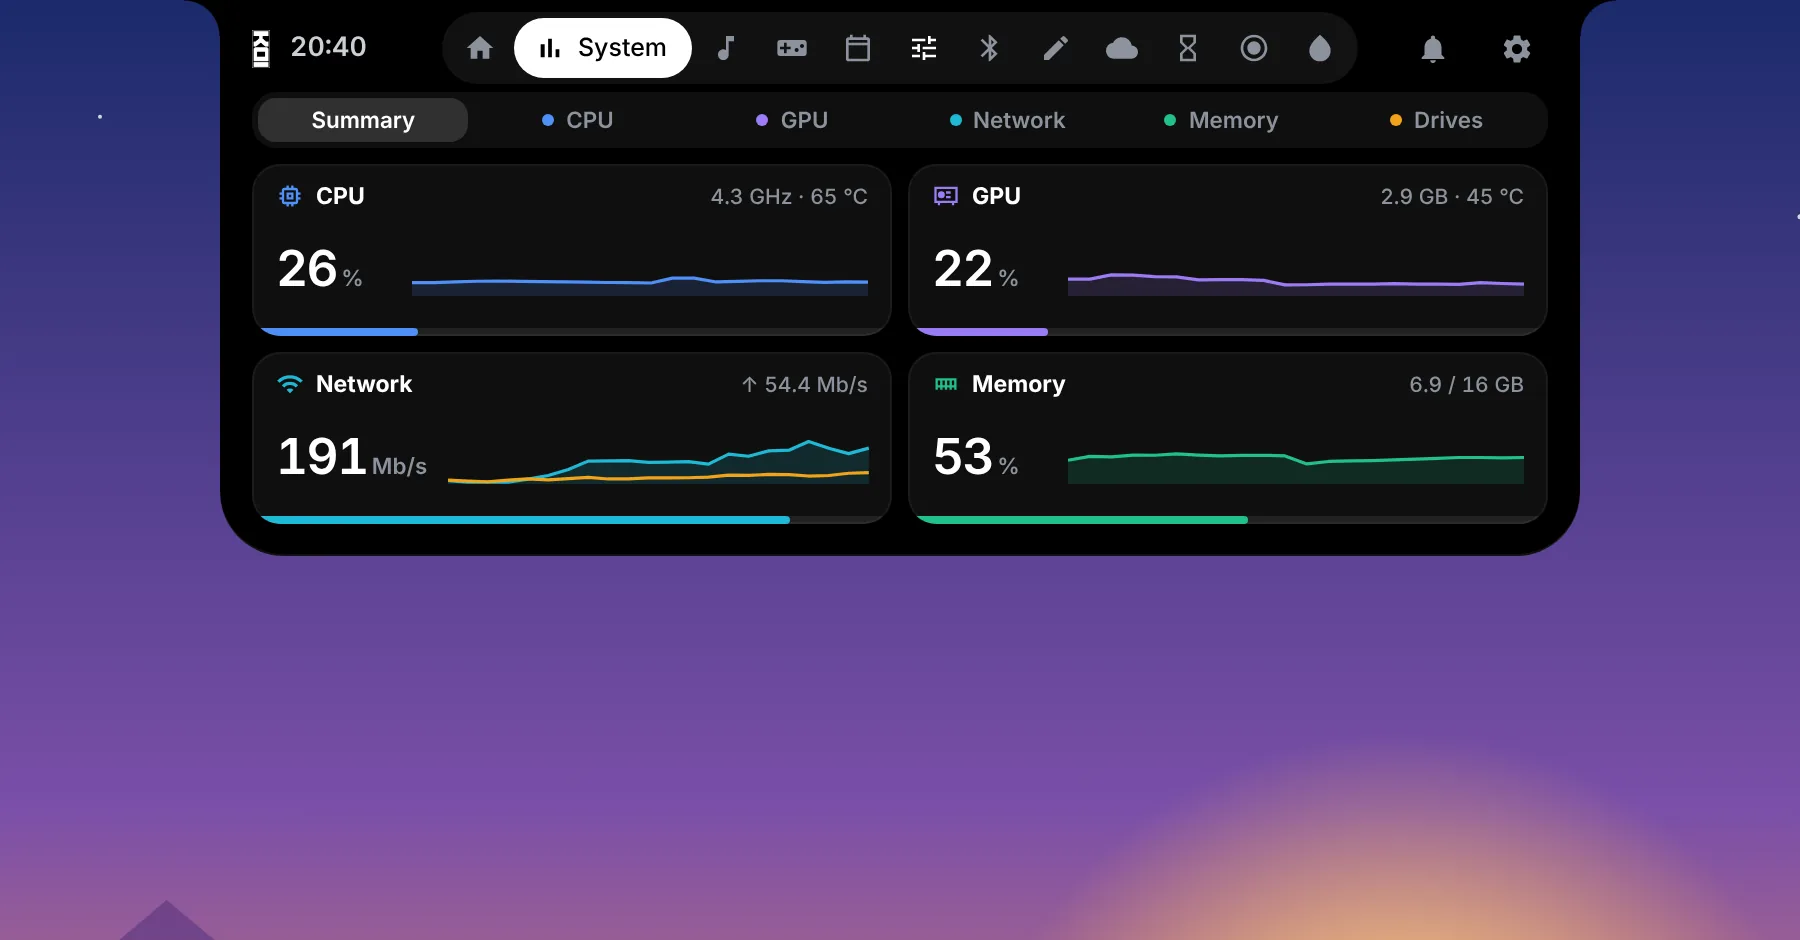 20:40
System
Summary
CPU
GPU
Network
Memory
Drives
CPU
4.3 GHz · 65 °C
26 %
GPU
2.9 GB · 45 °C
22 %
Network
↑ 54.4 Mb/s
191 Mb/s
Memory
6.9 / 16 GB
53 %